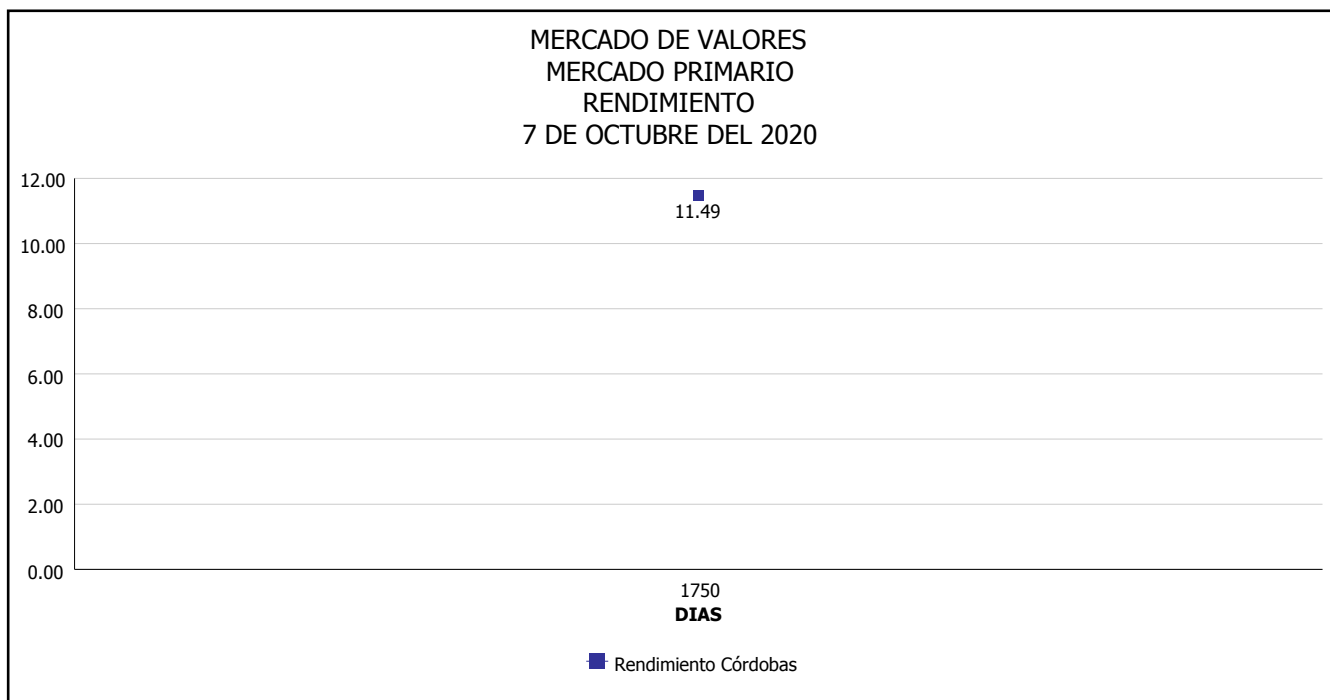 MERCADO DE VALORES
MERCADO PRIMARIO
RENDIMIENTO
7 DE OCTUBRE DEL 2020
12.00
11.49
10.00
8.00
6.00
4.00
2.00
0.00
1750
DIAS
Rendimiento Córdobas